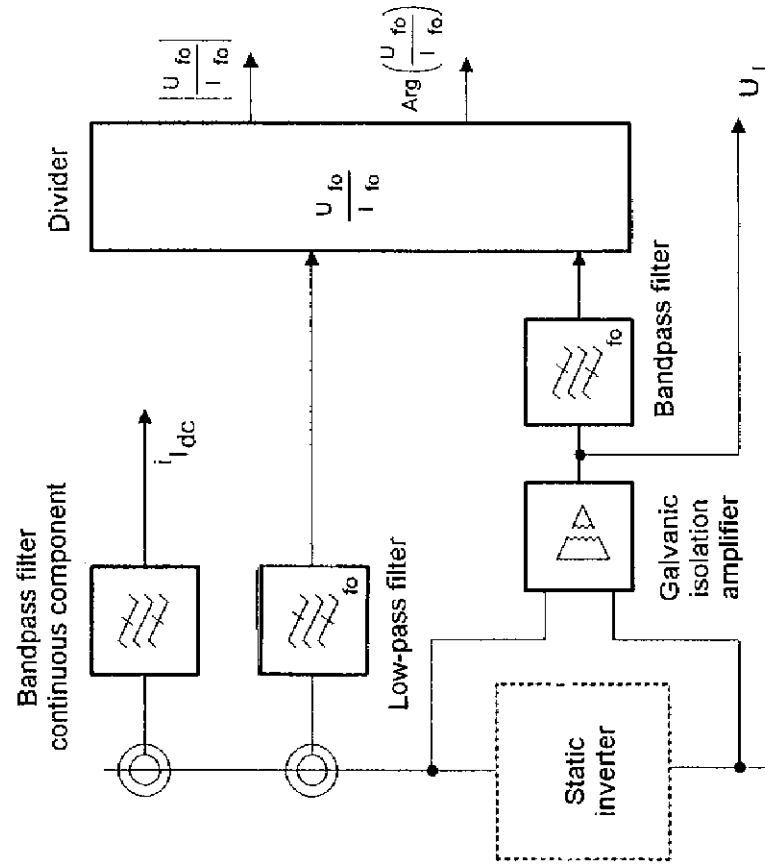 Bandpass filter
continuous component
i I dc
Low-pass filter
fo
Static
inverter
Galvanic
isolation
amplifier
Bandpass filter
fo
Divider
U fo
I fo
|U fo
I fo|
Arg (U fo
I fo)
U I